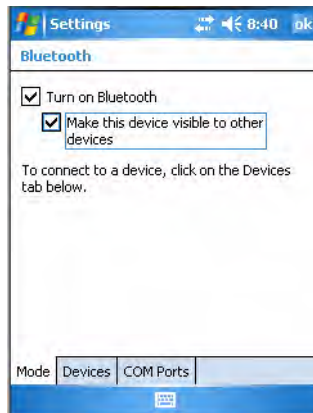 Settings 8:40 ok
Bluetooth
Turn on Bluetooth
Make this device visible to other
devices
To connect to a device, click on the Devices
tab below.
Mode Devices COM Ports